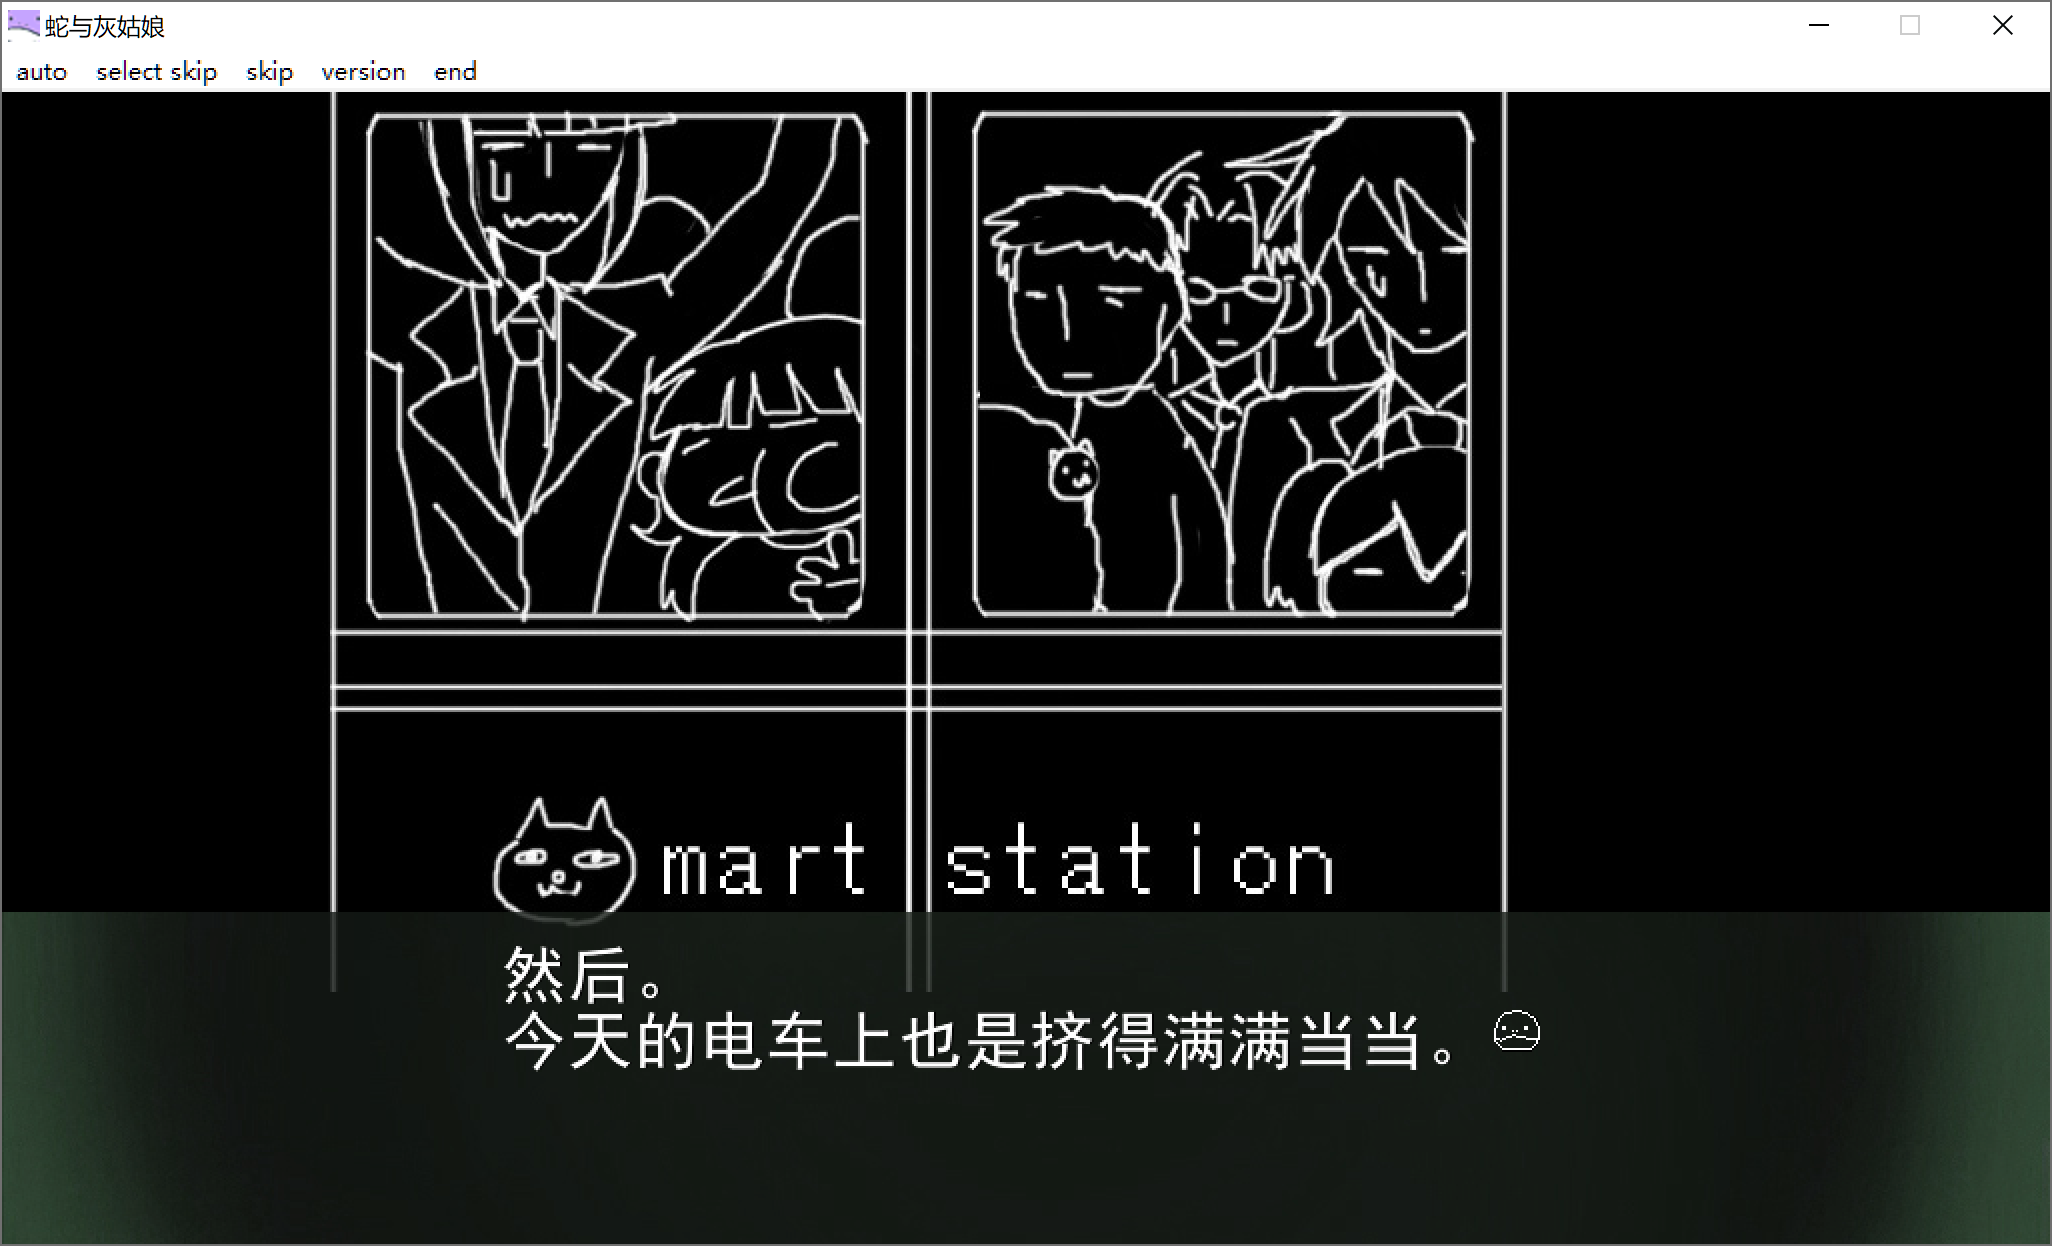 蛇与灰姑娘
auto select skip skip version end
mart station
然后。
今天的电车上也是挤得满满当当。